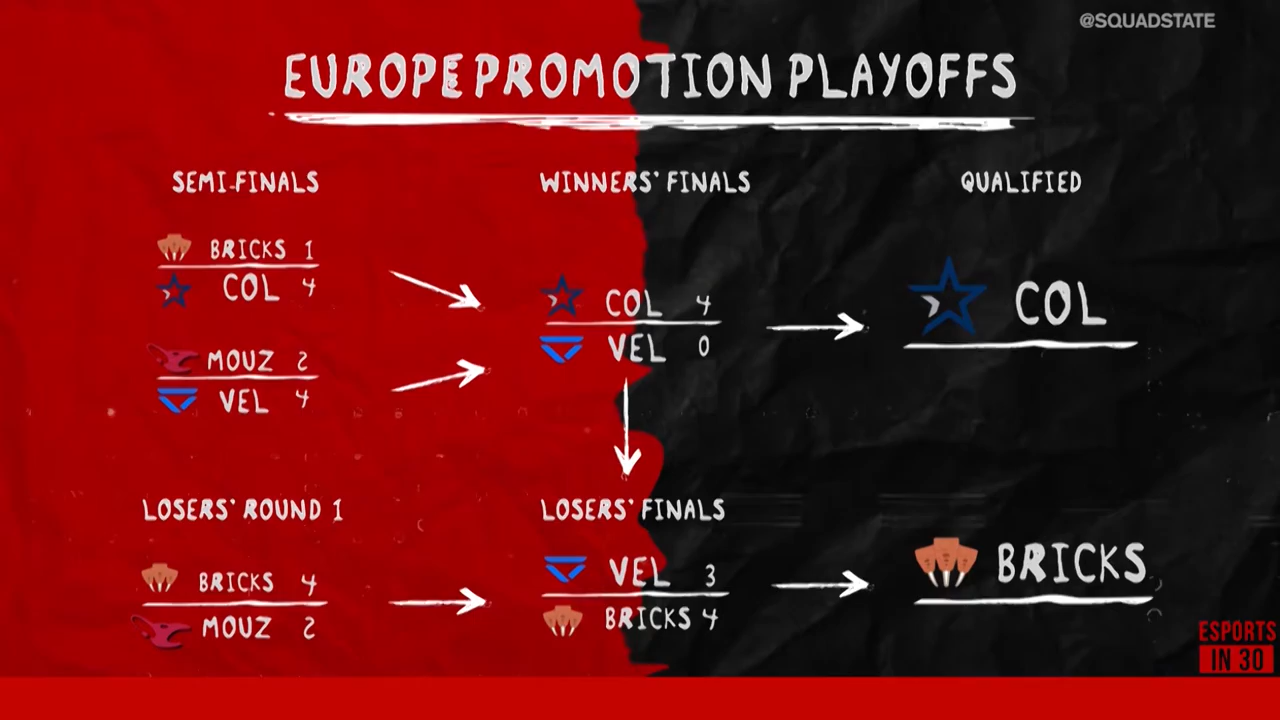 @SQUADSTATE
EUROPE PROMOTION PLAYOFFS
SEMI-FINALS
BRICKS 1
COL 4
MOUZ 2
VEL 4
WINNERS' FINALS
COL 4
VEL 0
QUALIFIED
COL
LOSERS' ROUND 1
BRICKS 4
MOUZ 2
LOSERS' FINALS
VEL 3
BRICKS 4
BRICKS
ESPORTS
IN 30